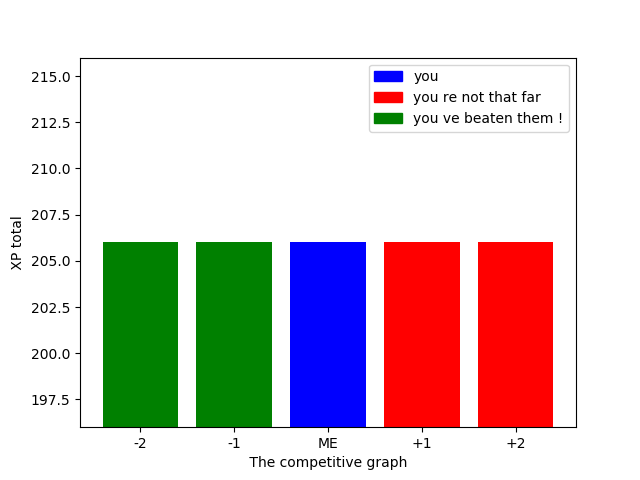 you
you re not that far
you ve beaten them !
XP total
215.0
212.5
210.0
207.5
205.0
202.5
200.0
197.5
-2 -1 ME +1 +2
The competitive graph